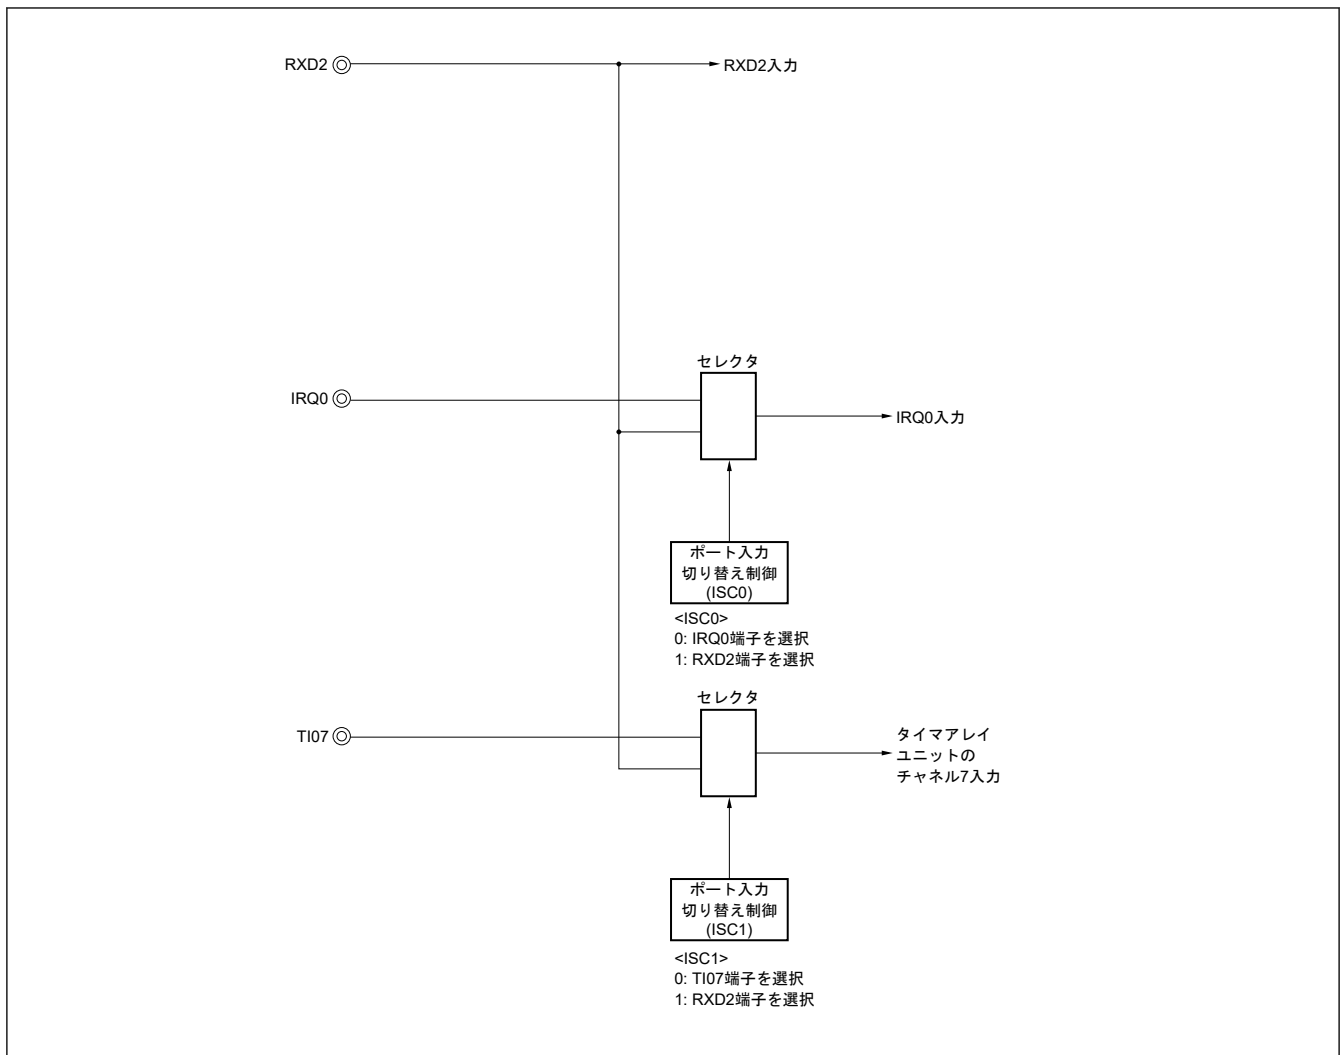 RXD2
RXD2入力
セレクタ
IRQ0
IRQ0入力
ポート入力
切り替え制御
(ISC0)
<ISC0>
0: IRQ0端子を選択
1: RXD2端子を選択
セレクタ
TI07
タイマアレイ
ユニットの
チャネル7入力
ポート入力
切り替え制御
(ISC1)
<ISC1>
0: TI07端子を選択
1: RXD2端子を選択